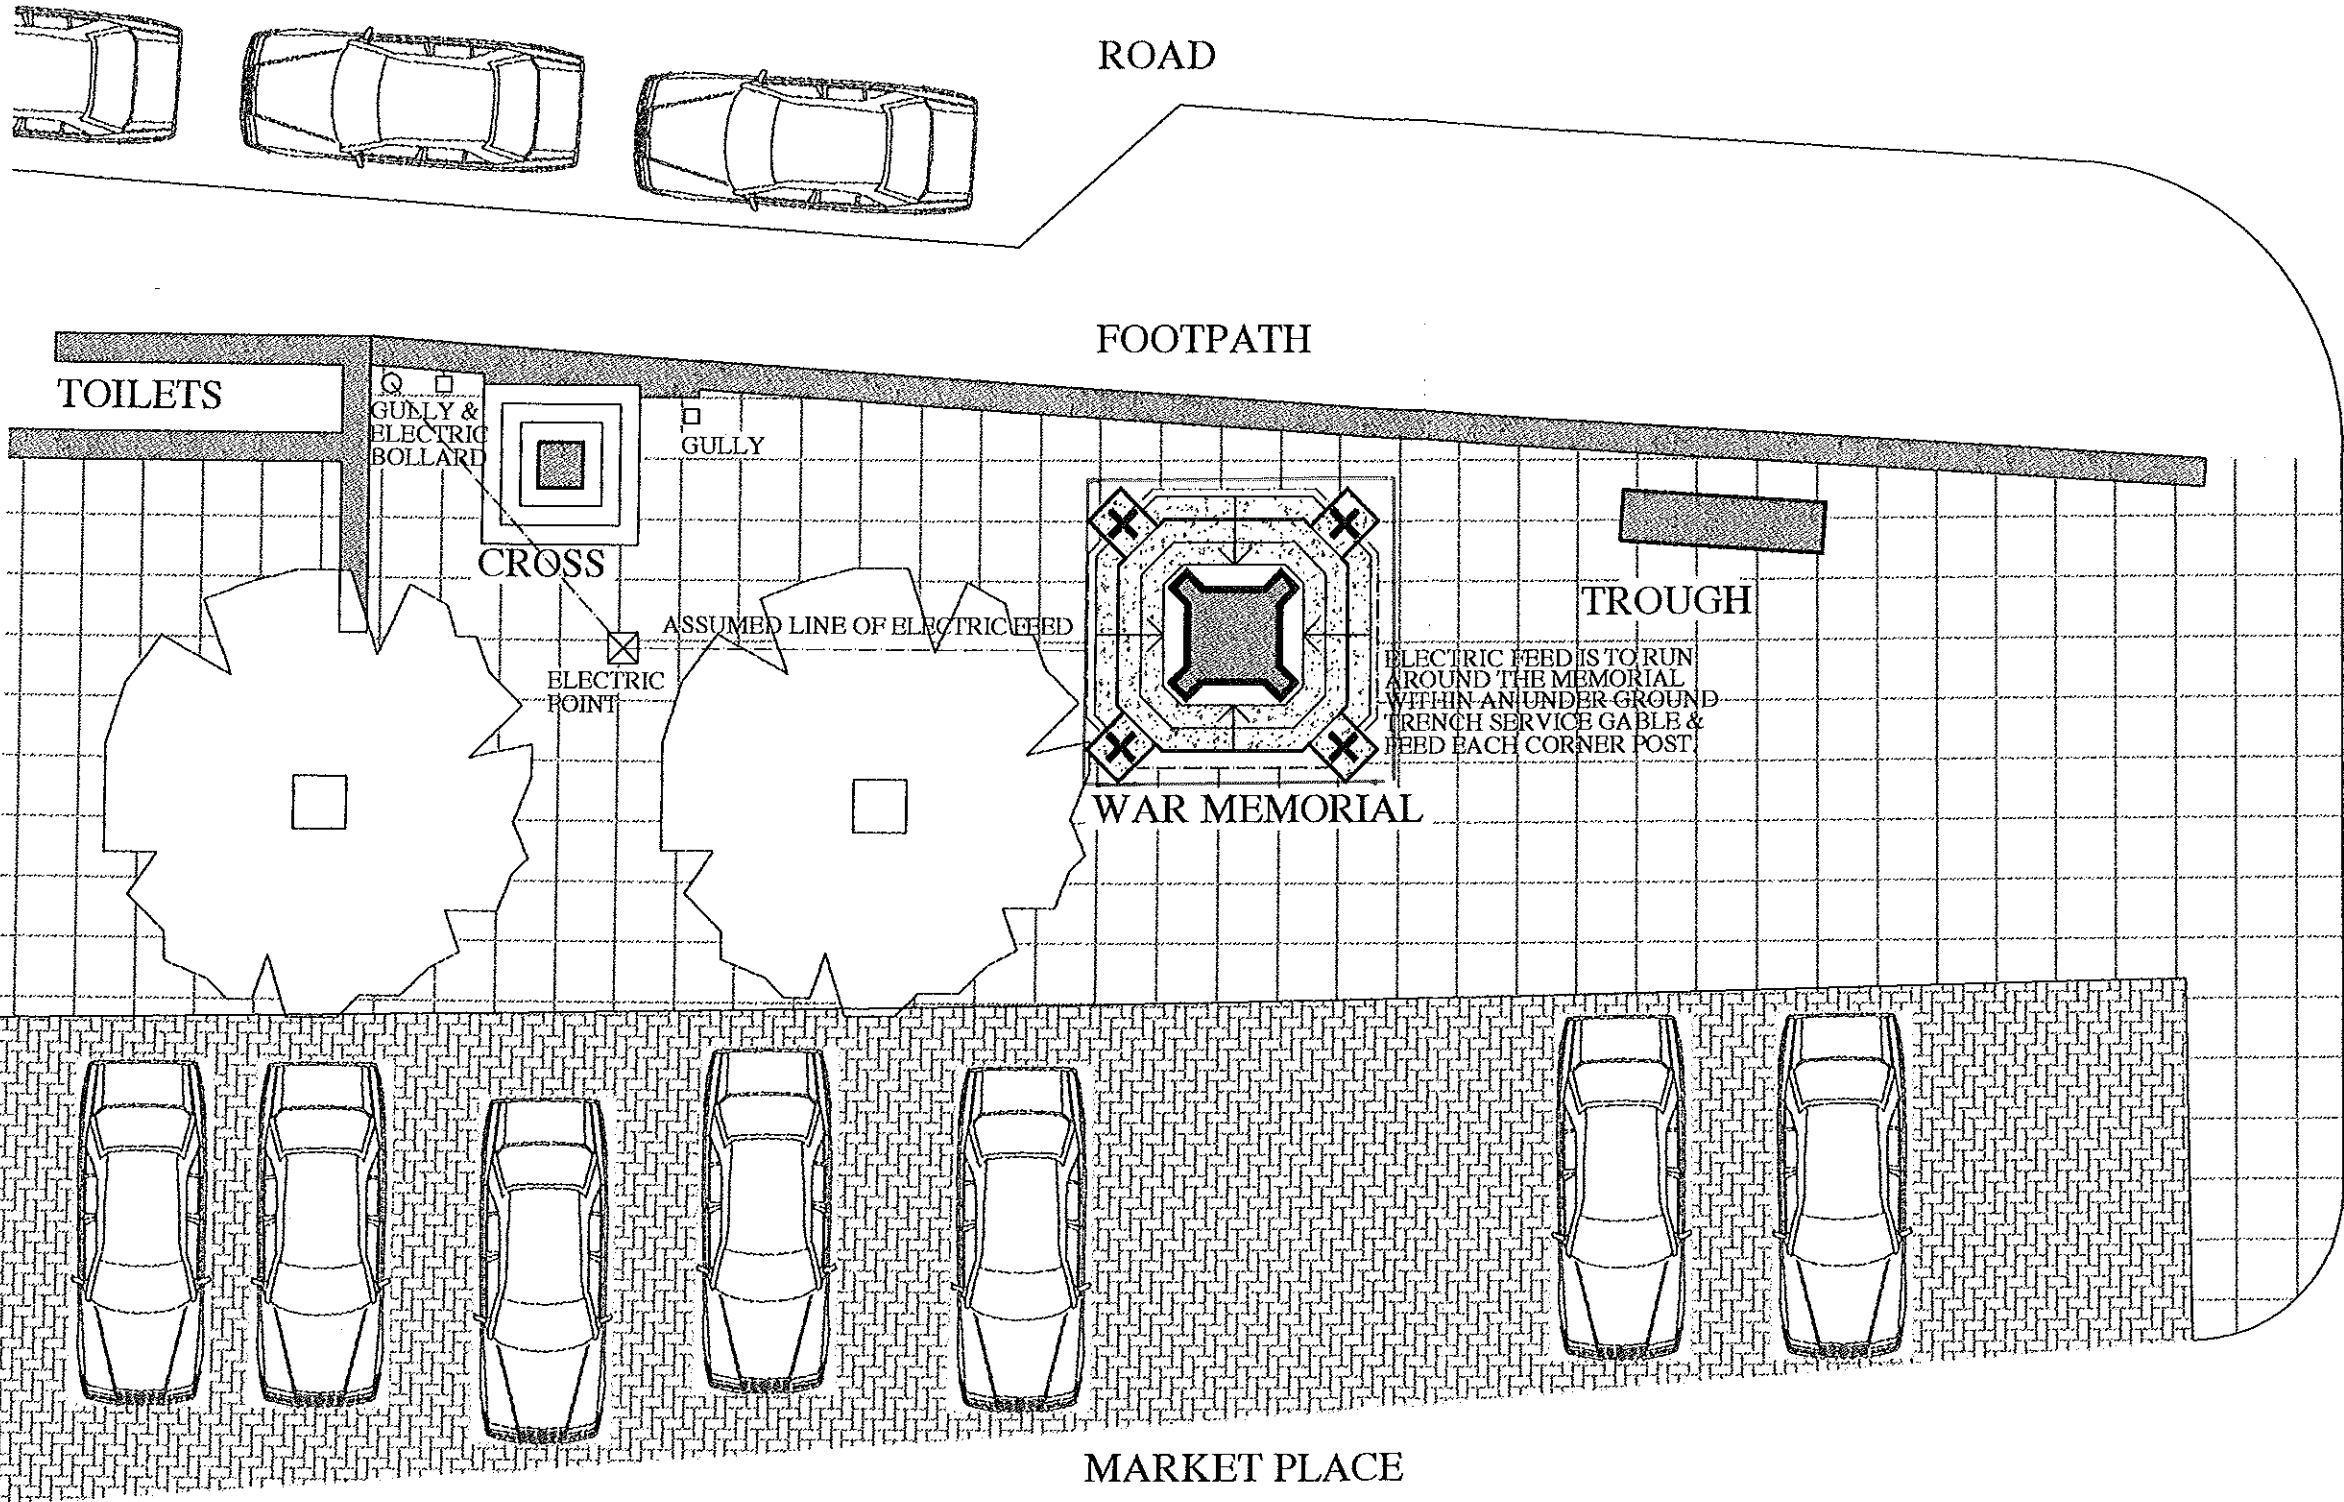 ROAD
FOOTPATH
TOILETS
GULLY &
ELECTRIC
BOLLARD
GULLY
CROSS
ASSUMED LINE OF ELECTRIC FEED
ELECTRIC
POINT
WAR MEMORIAL
TROUGH
ELECTRIC FEED IS TO RUN
AROUND THE MEMORIAL
WITHIN AN UNDER GROUND
TRENCH SERVICE GABLE &
FEED EACH CORNER POST.
MARKET PLACE